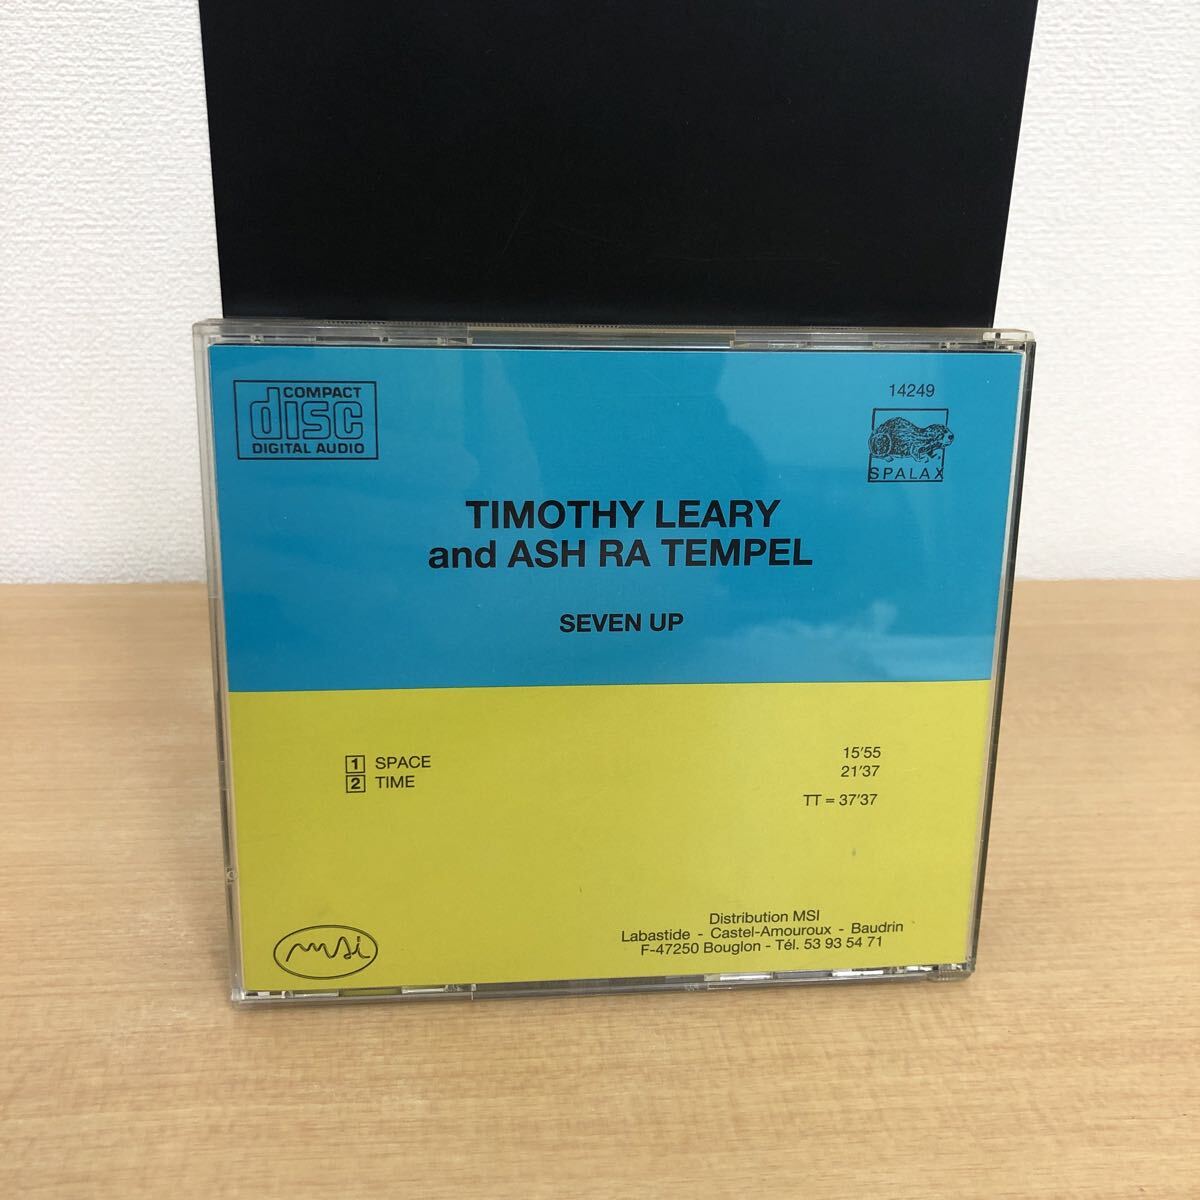 COMPACT
disc
DIGITAL AUDIO
14249
SPALAX
TIMOTHY LEARY
and ASH RA TEMPEL
SEVEN UP
1 SPACE 15'55
2 TIME 21'37
TT = 37'37
Distribution MSI
Labastide - Castel-Amouroux - Baudrin
F-47250 Bouglon - Tél. 53 93 54 71
msi